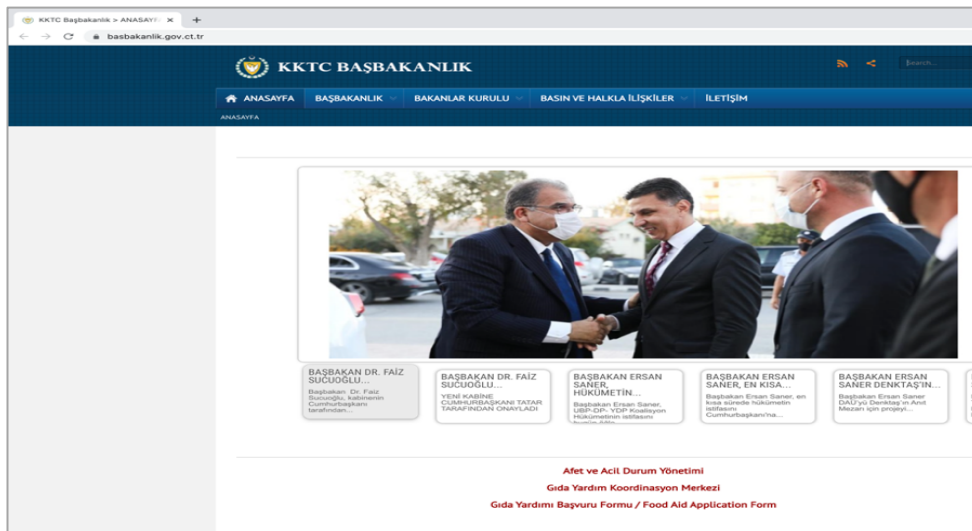 KKTC Başbakanlık > ANASAYF
basbakanlik.gov.ct.tr
KKTC BAŞBAKANLIK
Search...
ANASAYFA BAŞBAKANLIK BAKANLAR KURULU BASIN VE HALKLA İLİŞKİLER İLETİŞİM
ANASAYFA
BAŞBAKAN DR. FAİZ
SUCUOĞLU...
Başbakan Dr. Faiz
Sucuoğlu, kabinenin
Cumhurbaşkanı
tarafından...
BAŞBAKAN DR. FAİZ
SUCUOĞLU...
YENİ KABİNE
CUMHURBAŞKANI TATAR
TARAFINDAN ONAYLADI
BAŞBAKAN ERSAN
SANER,
HÜKÜMETİN...
Başbakan Ersan Saner,
UBP-DP- YDP Koalisyon
Hükümetinin istifasını
BAŞBAKAN ERSAN
SANER, EN KISA...
Başbakan Ersan Saner, en
kısa sürede hükümetin
istifasını
Cumhurbaşkanı'na...
BAŞBAKAN ERSAN
SANER DENKTAŞ'IN...
Başbakan Ersan Saner
DAÜ'yü Denktaş'ın Anıt
Mezarı için projeyi...
Afet ve Acil Durum Yönetimi
Gıda Yardım Koordinasyon Merkezi
Gıda Yardımı Başvuru Formu / Food Aid Application Form